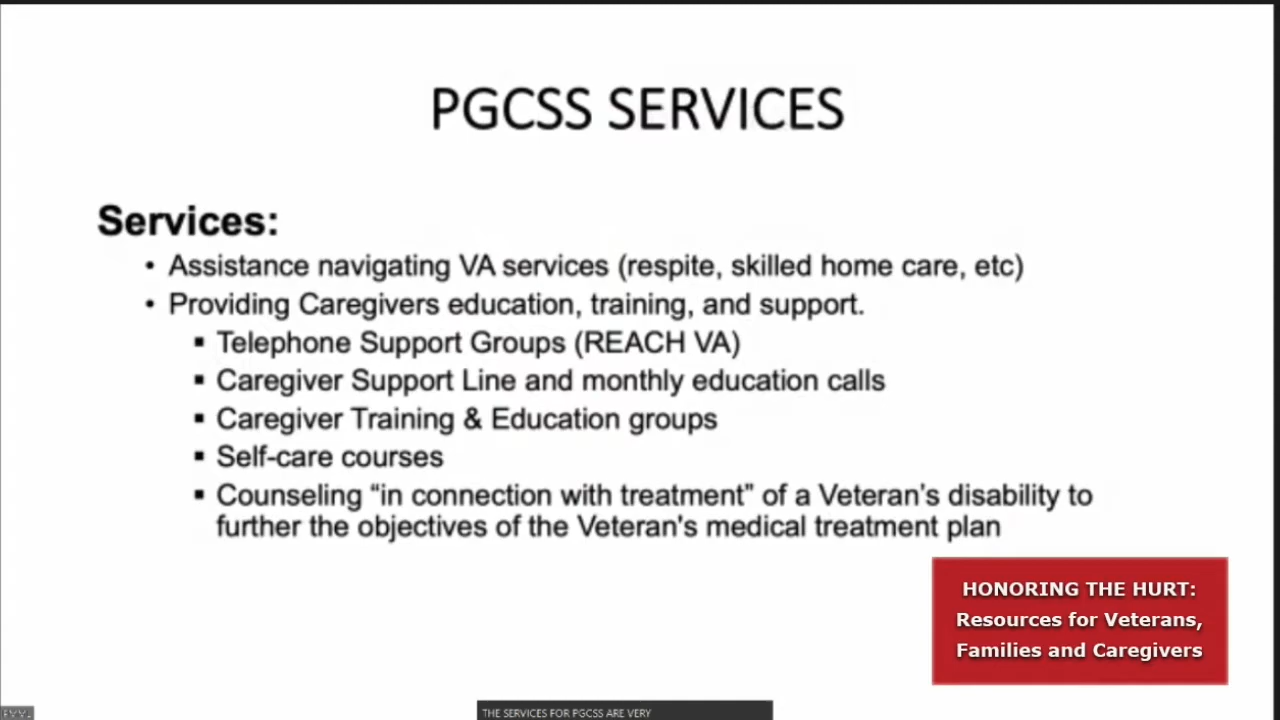 PGCSS SERVICES
Services:
• Assistance navigating VA services (respite, skilled home care, etc)
• Providing Caregivers education, training, and support.
▪ Telephone Support Groups (REACH VA)
▪ Caregiver Support Line and monthly education calls
▪ Caregiver Training & Education groups
▪ Self-care courses
▪ Counseling “in connection with treatment” of a Veteran’s disability to
further the objectives of the Veteran's medical treatment plan
HONORING THE HURT:
Resources for Veterans,
Families and Caregivers
THE SERVICES FOR PGCSS ARE VERY